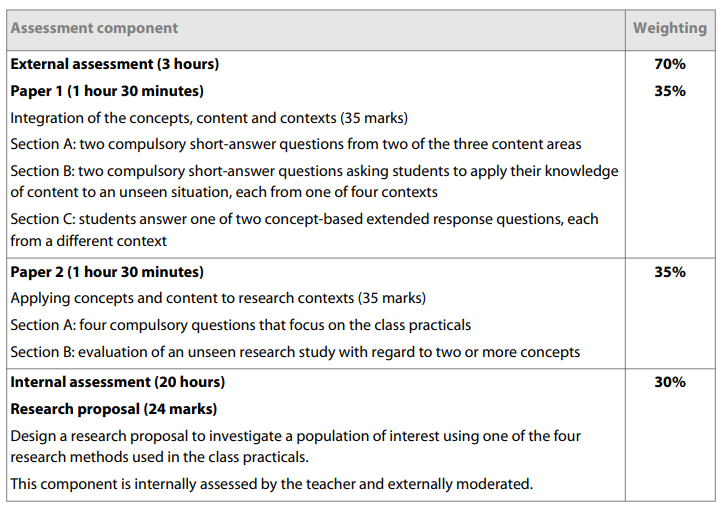 Assessment component Weighting
External assessment (3 hours) 70%
Paper 1 (1 hour 30 minutes) 35%
Integration of the concepts, content and contexts (35 marks)
Section A: two compulsory short-answer questions from two of the three content areas
Section B: two compulsory short-answer questions asking students to apply their knowledge
of content to an unseen situation, each from one of four contexts
Section C: students answer one of two concept-based extended response questions, each
from a different context
Paper 2 (1 hour 30 minutes) 35%
Applying concepts and content to research contexts (35 marks)
Section A: four compulsory questions that focus on the class practicals
Section B: evaluation of an unseen research study with regard to two or more concepts
Internal assessment (20 hours) 30%
Research proposal (24 marks)
Design a research proposal to investigate a population of interest using one of the four
research methods used in the class practicals.
This component is internally assessed by the teacher and externally moderated.